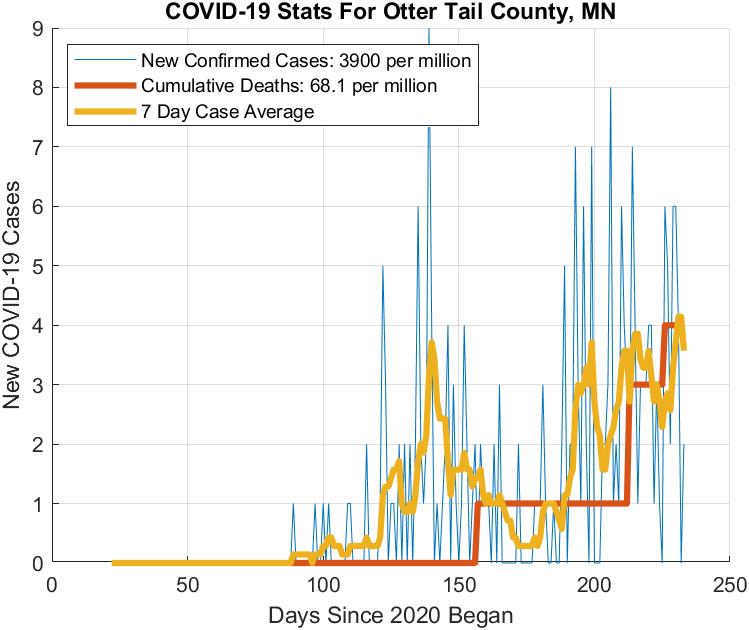 COVID-19 Stats For Otter Tail County, MN
New Confirmed Cases: 3900 per million
Cumulative Deaths: 68.1 per million
7 Day Case Average
New COVID-19 Cases
9
8
7
6
5
4
3
2
1
0
0 50 100 150 200 250
Days Since 2020 Began